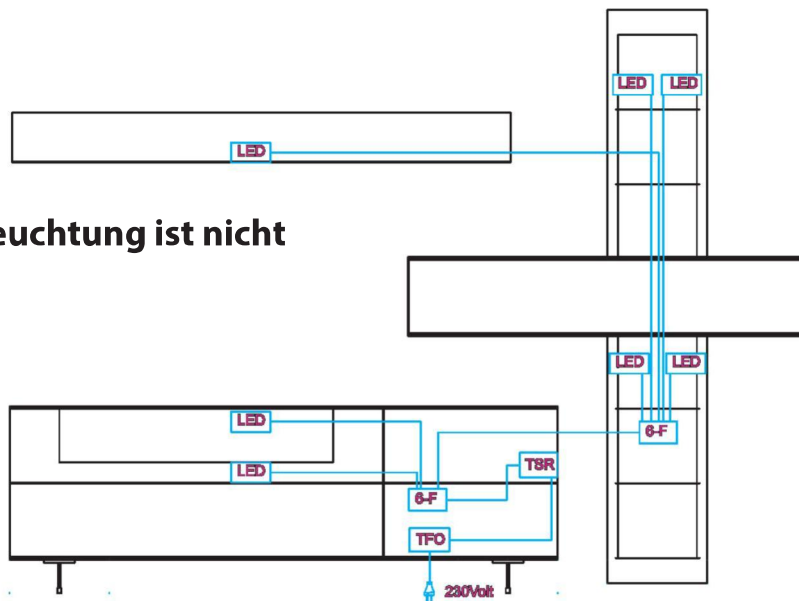 LED LED
LED
euchtung ist nicht
LED LED
LED
6-F
LED
TSR
6-F
TFO
230Volt